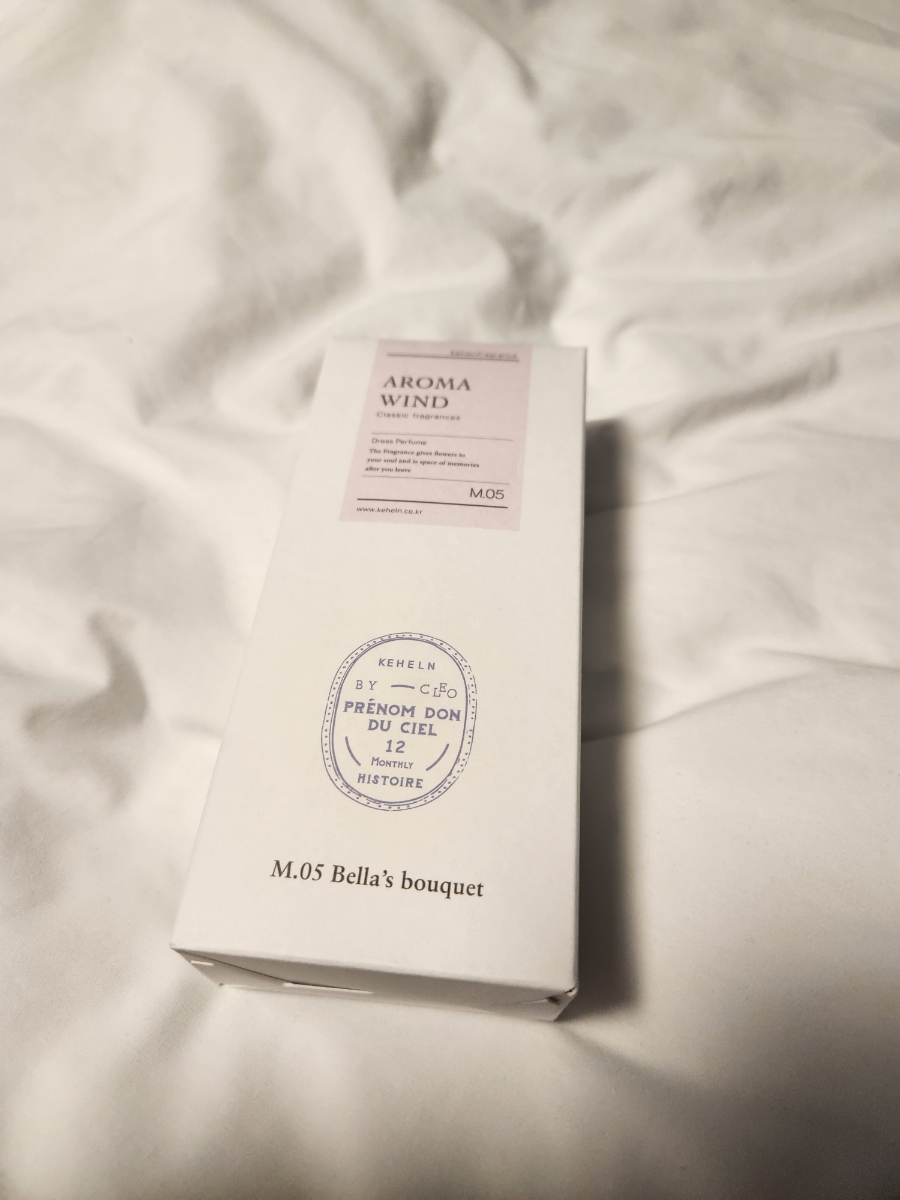 AROMA
WIND
Classic fragrances
Dress Perfume
The Fragrance gives flowers to
your soul and is space of memories
after you leave
M.05
www.keheln.co.kr
KEHELN
BY — CLEO
PRÉNOM DON
DU CIEL
12
MONTHLY
HISTOIRE
M.05 Bella's bouquet